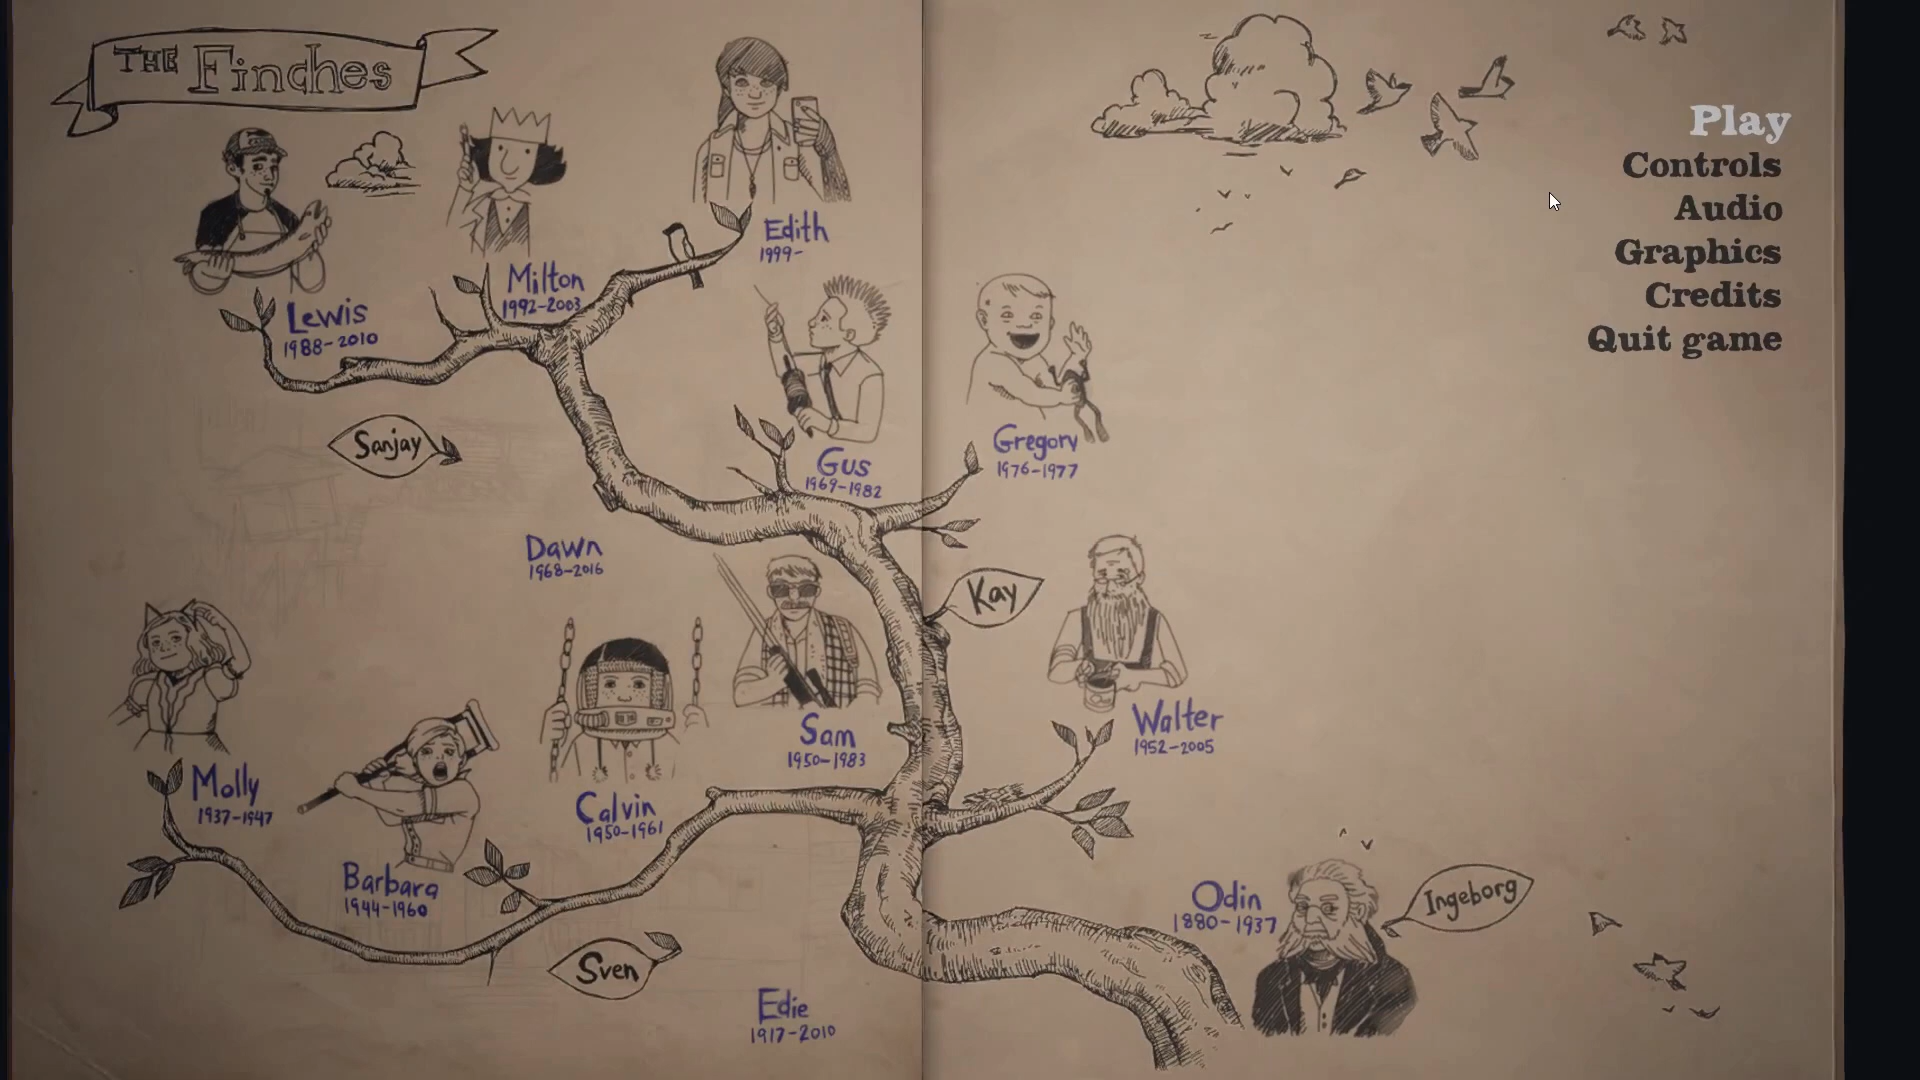 THE Finches
Play
Controls
Audio
Graphics
Credits
Quit game
Edith
1999-
Milton
1992-2003
Lewis
1988-2010
Sanjay
Gus
1969-1982
Gregory
1976-1977
Dawn
1968-2016
Kay
Walter
1952-2005
Sam
1950-1983
Molly
1937-1947
Calvin
1950-1961
Barbara
1944-1960
Odin
1880-1937
Ingeborg
Sven
Edie
1917-2010